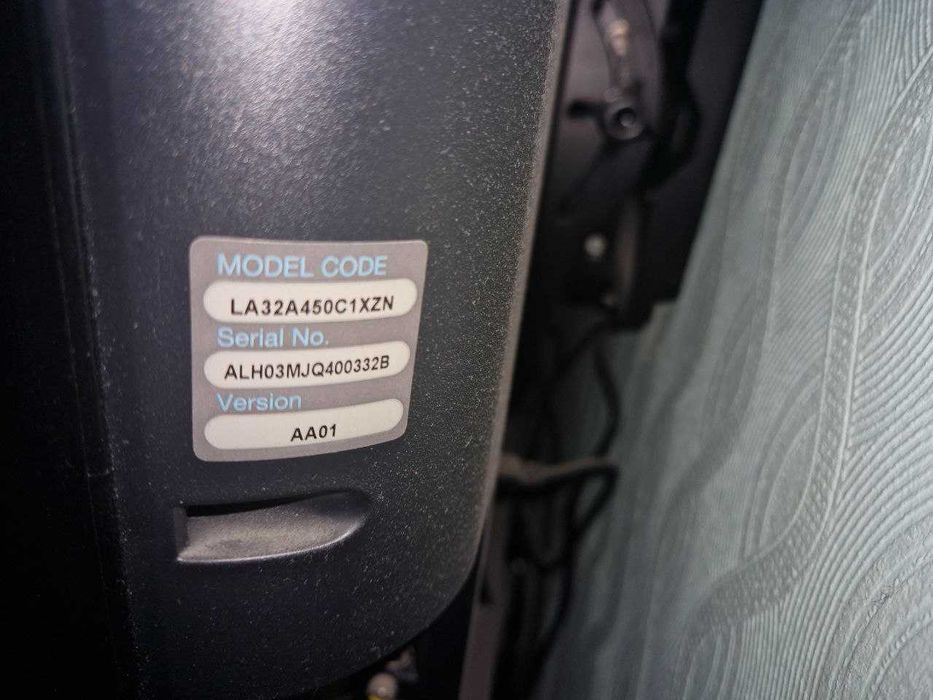 MODEL CODE
LA32A450C1XZN
Serial No.
ALH03MJQ400332B
Version
AA01